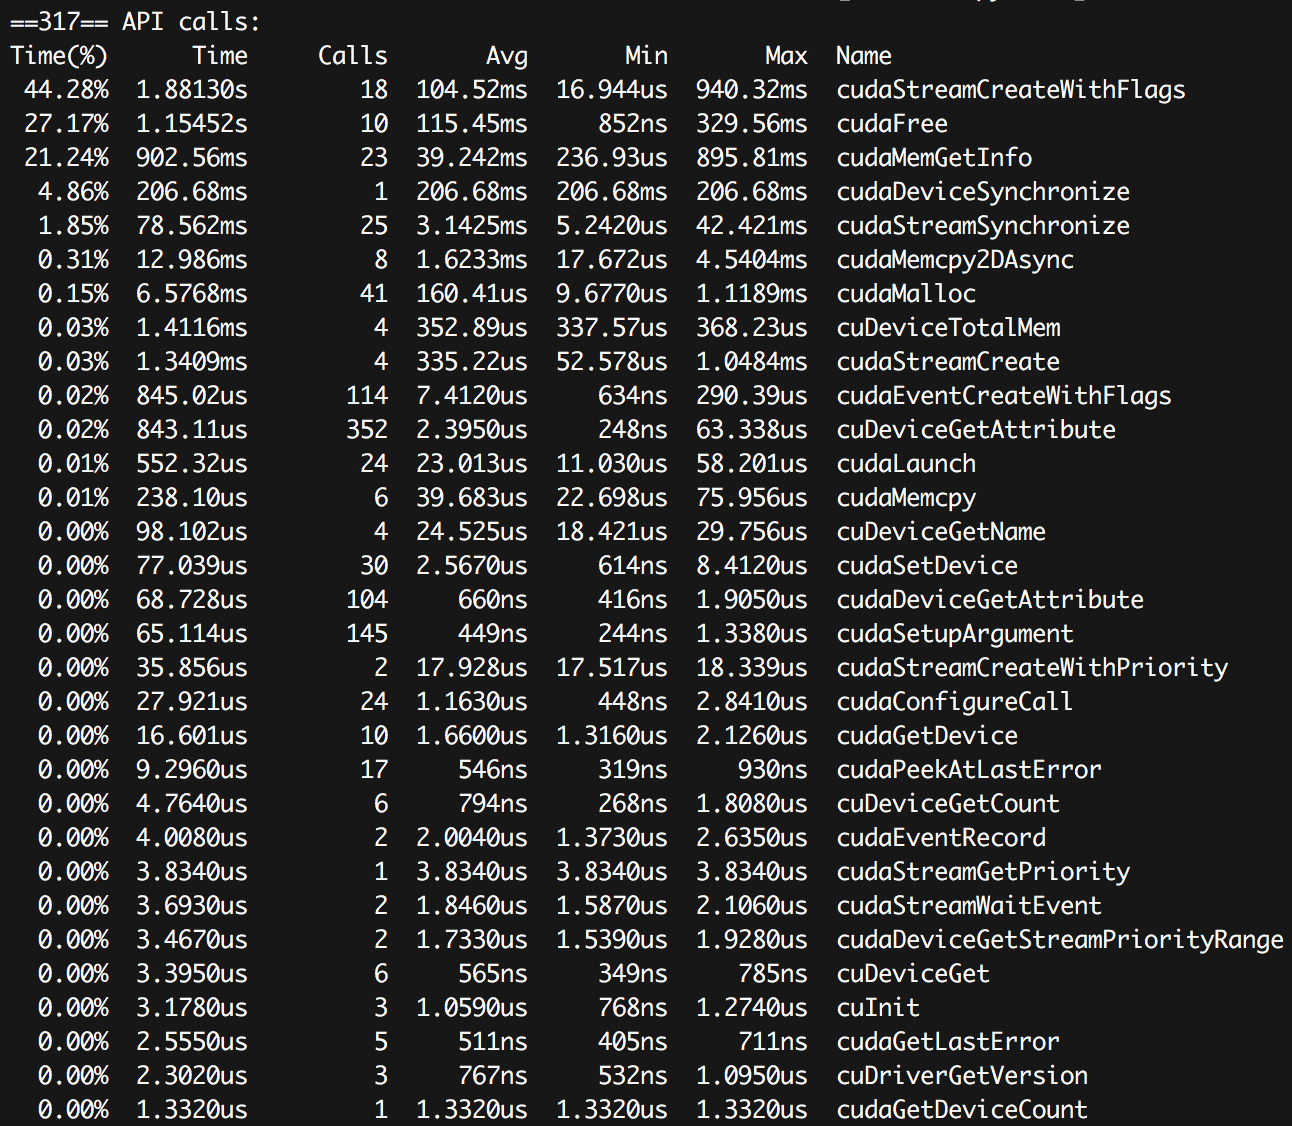 ==317== API calls:
Time(%) Time Calls Avg Min Max Name
44.28% 1.88130s 18 104.52ms 16.944us 940.32ms cudaStreamCreateWithFlags
27.17% 1.15452s 10 115.45ms 852ns 329.56ms cudaFree
21.24% 902.56ms 23 39.242ms 236.93us 895.81ms cudaMemGetInfo
4.86% 206.68ms 1 206.68ms 206.68ms 206.68ms cudaDeviceSynchronize
1.85% 78.562ms 25 3.1425ms 5.2420us 42.421ms cudaStreamSynchronize
0.31% 12.986ms 8 1.6233ms 17.672us 4.5404ms cudaMemcpy2DAsync
0.15% 6.5768ms 41 160.41us 9.6770us 1.1189ms cudaMalloc
0.03% 1.4116ms 4 352.89us 337.57us 368.23us cuDeviceTotalMem
0.03% 1.3409ms 4 335.22us 52.578us 1.0484ms cudaStreamCreate
0.02% 845.02us 114 7.4120us 634ns 290.39us cudaEventCreateWithFlags
0.02% 843.11us 352 2.3950us 248ns 63.338us cuDeviceGetAttribute
0.01% 552.32us 24 23.013us 11.030us 58.201us cudaLaunch
0.01% 238.10us 6 39.683us 22.698us 75.956us cudaMemcpy
0.00% 98.102us 4 24.525us 18.421us 29.756us cuDeviceGetName
0.00% 77.039us 30 2.5670us 614ns 8.4120us cudaSetDevice
0.00% 68.728us 104 660ns 416ns 1.9050us cudaDeviceGetAttribute
0.00% 65.114us 145 449ns 244ns 1.3380us cudaSetupArgument
0.00% 35.856us 2 17.928us 17.517us 18.339us cudaStreamCreateWithPriority
0.00% 27.921us 24 1.1630us 448ns 2.8410us cudaConfigureCall
0.00% 16.601us 10 1.6600us 1.3160us 2.1260us cudaGetDevice
0.00% 9.2960us 17 546ns 319ns 930ns cudaPeekAtLastError
0.00% 4.7640us 6 794ns 268ns 1.8080us cuDeviceGetCount
0.00% 4.0080us 2 2.0040us 1.3730us 2.6350us cudaEventRecord
0.00% 3.8340us 1 3.8340us 3.8340us 3.8340us cudaStreamGetPriority
0.00% 3.6930us 2 1.8460us 1.5870us 2.1060us cudaStreamWaitEvent
0.00% 3.4670us 2 1.7330us 1.5390us 1.9280us cudaDeviceGetStreamPriorityRange
0.00% 3.3950us 6 565ns 349ns 785ns cuDeviceGet
0.00% 3.1780us 3 1.0590us 768ns 1.2740us cuInit
0.00% 2.5550us 5 511ns 405ns 711ns cudaGetLastError
0.00% 2.3020us 3 767ns 532ns 1.0950us cuDriverGetVersion
0.00% 1.3320us 1 1.3320us 1.3320us 1.3320us cudaGetDeviceCount